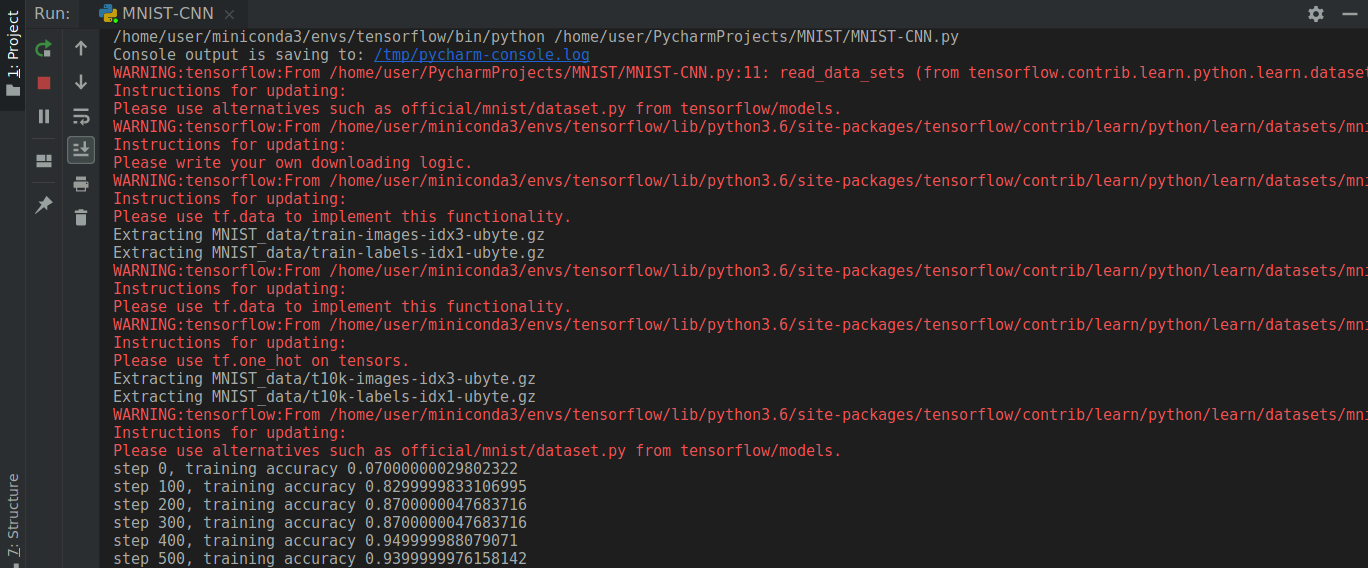 Run: MNIST-CNN
1: Project
7: Structure
/home/user/miniconda3/envs/tensorflow/bin/python /home/user/PycharmProjects/MNIST/MNIST-CNN.py
Console output is saving to: /tmp/pycharm-console.log
WARNING:tensorflow:From /home/user/PycharmProjects/MNIST/MNIST-CNN.py:11: read_data_sets (from tensorflow.contrib.learn.python.learn.dataset
Instructions for updating:
Please use alternatives such as official/mnist/dataset.py from tensorflow/models.
WARNING:tensorflow:From /home/user/miniconda3/envs/tensorflow/lib/python3.6/site-packages/tensorflow/contrib/learn/python/learn/datasets/mni
Instructions for updating:
Please write your own downloading logic.
WARNING:tensorflow:From /home/user/miniconda3/envs/tensorflow/lib/python3.6/site-packages/tensorflow/contrib/learn/python/learn/datasets/mni
Instructions for updating:
Please use tf.data to implement this functionality.
Extracting MNIST_data/train-images-idx3-ubyte.gz
Extracting MNIST_data/train-labels-idx1-ubyte.gz
WARNING:tensorflow:From /home/user/miniconda3/envs/tensorflow/lib/python3.6/site-packages/tensorflow/contrib/learn/python/learn/datasets/mni
Instructions for updating:
Please use tf.data to implement this functionality.
WARNING:tensorflow:From /home/user/miniconda3/envs/tensorflow/lib/python3.6/site-packages/tensorflow/contrib/learn/python/learn/datasets/mni
Instructions for updating:
Please use tf.one_hot on tensors.
Extracting MNIST_data/t10k-images-idx3-ubyte.gz
Extracting MNIST_data/t10k-labels-idx1-ubyte.gz
WARNING:tensorflow:From /home/user/miniconda3/envs/tensorflow/lib/python3.6/site-packages/tensorflow/contrib/learn/python/learn/datasets/mni
Instructions for updating:
Please use alternatives such as official/mnist/dataset.py from tensorflow/models.
step 0, training accuracy 0.07000000029802322
step 100, training accuracy 0.8299999833106995
step 200, training accuracy 0.8700000047683716
step 300, training accuracy 0.8700000047683716
step 400, training accuracy 0.949999988079071
step 500, training accuracy 0.9399999976158142